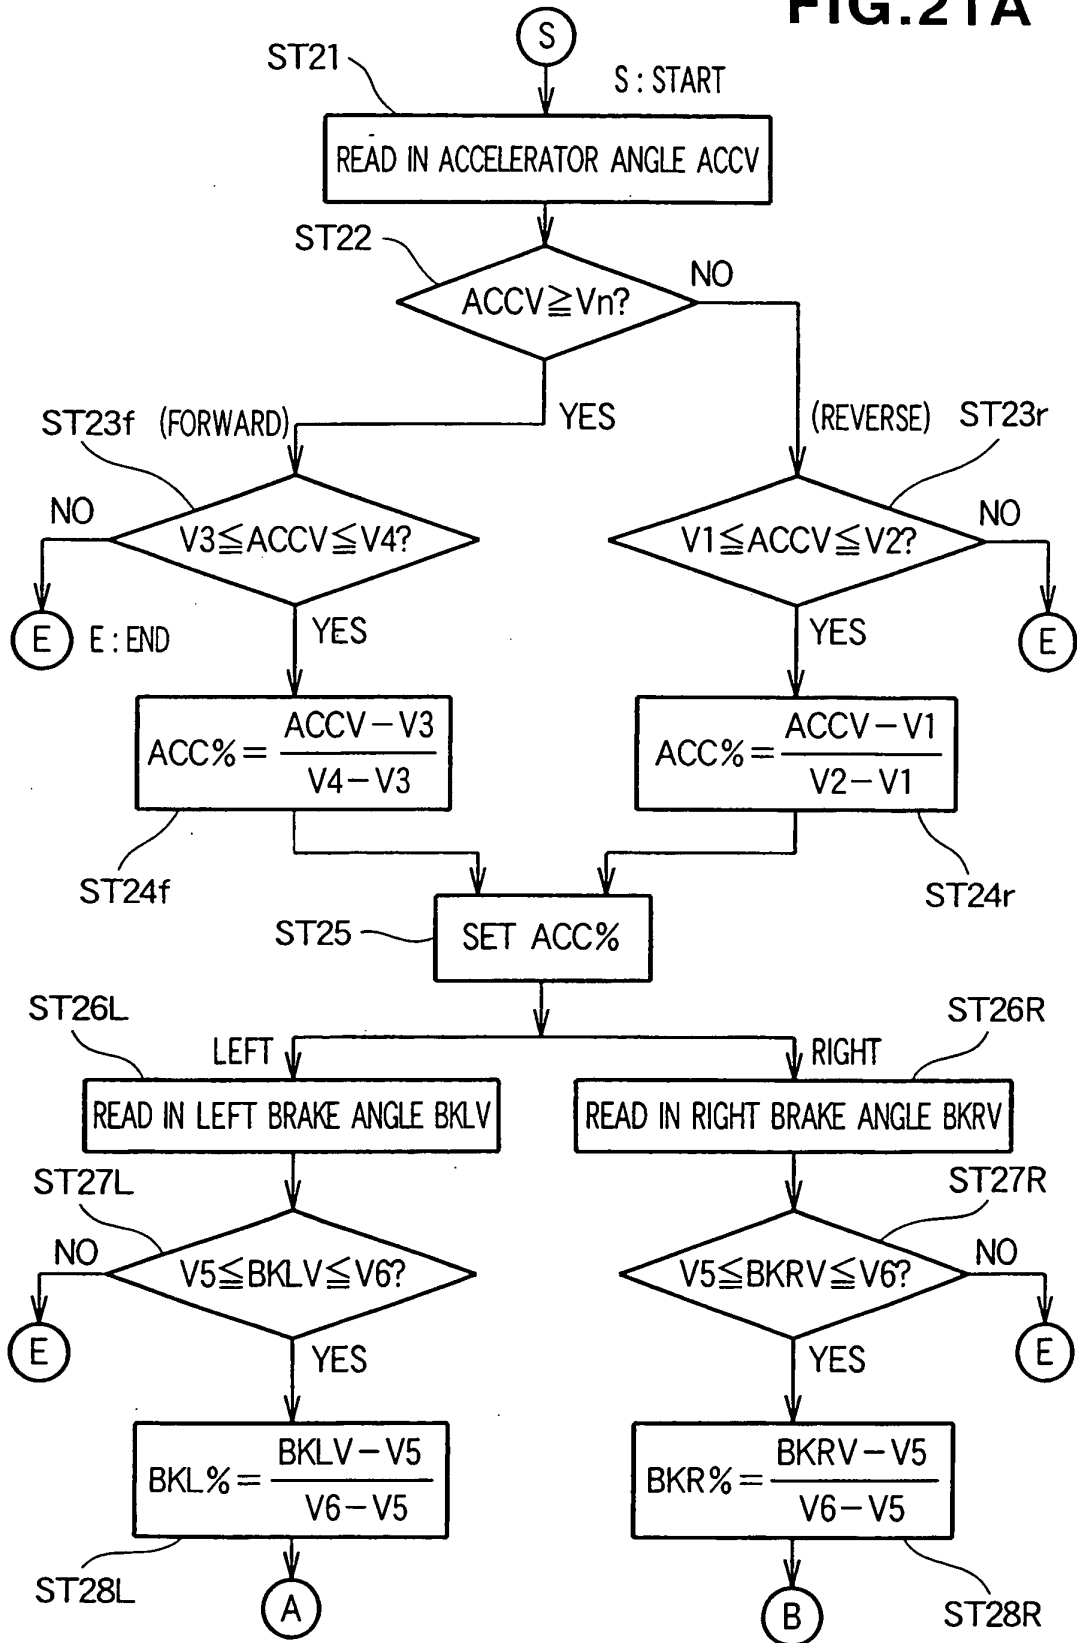 FIG.21A
S
ST21
S : START
READ IN ACCELERATOR ANGLE ACCV
ST22
NO
ACCV≧Vn?
YES
ST23f (FORWARD)
(REVERSE) ST23r
NO
V3≦ACCV≦V4?
V1≦ACCV≦V2?
NO
E
E : END
YES
YES
E
ACC% = ACCV – V3 / V4 – V3
ACC% = ACCV – V1 / V2 – V1
ST24f
ST24r
ST25
SET ACC%
ST26L
ST26R
LEFT
RIGHT
READ IN LEFT BRAKE ANGLE BKLV
READ IN RIGHT BRAKE ANGLE BKRV
ST27L
ST27R
NO
V5≦BKLV≦V6?
V5≦BKRV≦V6?
NO
E
YES
YES
E
BKL% = BKLV – V5 / V6 – V5
BKR% = BKRV – V5 / V6 – V5
ST28L
A
B
ST28R